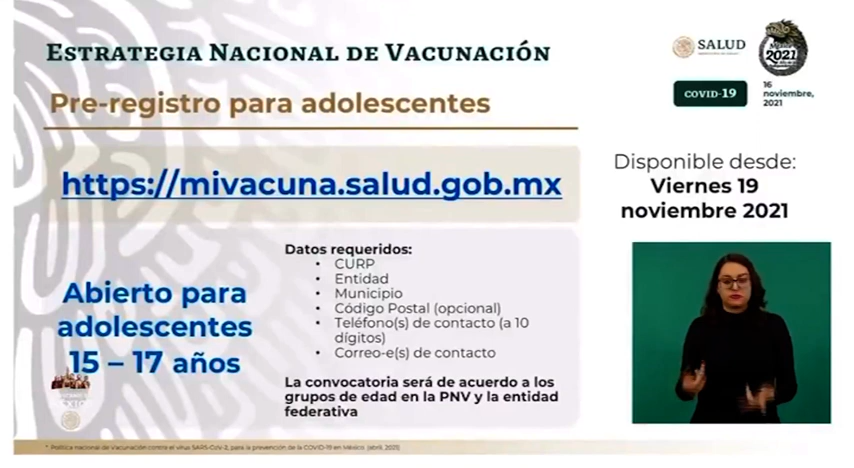 ESTRATEGIA NACIONAL DE VACUNACIÓN
Pre-registro para adolescentes
SALUD
2021
COVID-19
16
noviembre,
2021
https://mivacuna.salud.gob.mx
Disponible desde:
Viernes 19
noviembre 2021
Abierto para
adolescentes
15 – 17 años
Datos requeridos:
• CURP
• Entidad
• Municipio
• Código Postal (opcional)
• Teléfono(s) de contacto (a 10
dígitos)
• Correo-e(s) de contacto
La convocatoria será de acuerdo a los
grupos de edad en la PNV y la entidad
federativa
* Política nacional de Vacunación contra el virus SARS-CoV-2, para la prevención de la COVID-19 en México. (abril, 2021)